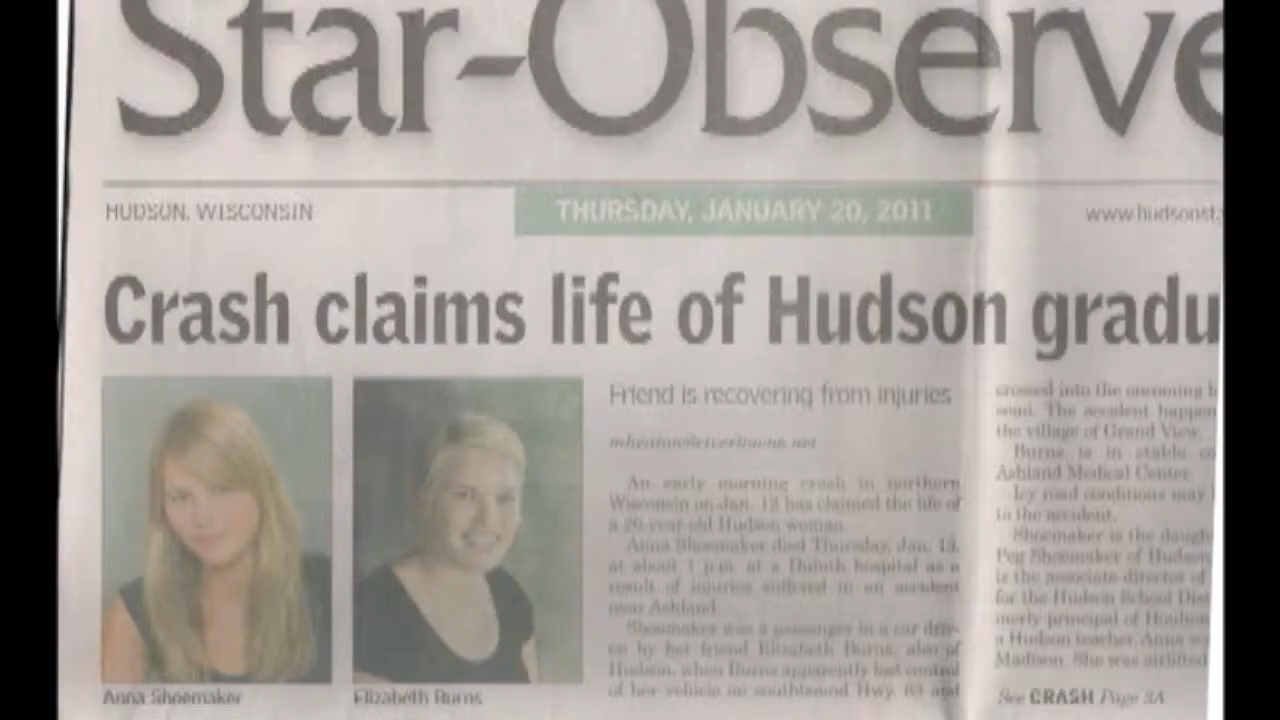 Star-Observe
HUDSON, WISCONSIN
THURSDAY, JANUARY 20, 2011
www.hudsonst.
Crash claims life of Hudson gradu
Anna Shoemaker
Elizabeth Burns
Friend is recovering from injuries
An early morning crash in northern
Wisconsin on Jan. 12 has claimed the life of
a 20-year-old Hudson woman.
Anna Shoemaker died Thursday, Jan. 13,
at about 1 p.m. at a Duluth hospital as a
result of injuries suffered in an accident
near Ashland.
Shoemaker was a passenger in a car driv-
en by her friend Elizabeth Burns, also of
Hudson, when Burns apparently lost control
of her vehicle on southbound Hwy. 63 and
crossed into the oncoming
semi. The accident happen
the village of Grand View.
Burns is in stable co
Ashland Medical Center.
Icy road conditions may
to the accident.
Shoemaker is the daugh
Peg Shoemaker of Hudson
is the associate director of
for the Hudson School Dist
merly principal of Houlton
a Hudson teacher. Anna w
Madison. She was airlifted
See CRASH Page 3A